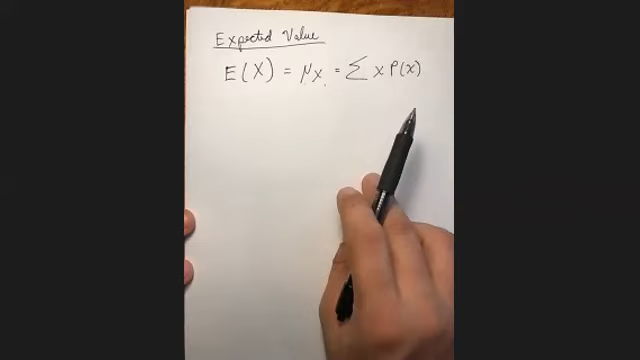 Expected Value
E(X) = μx = ∑ x P(x)